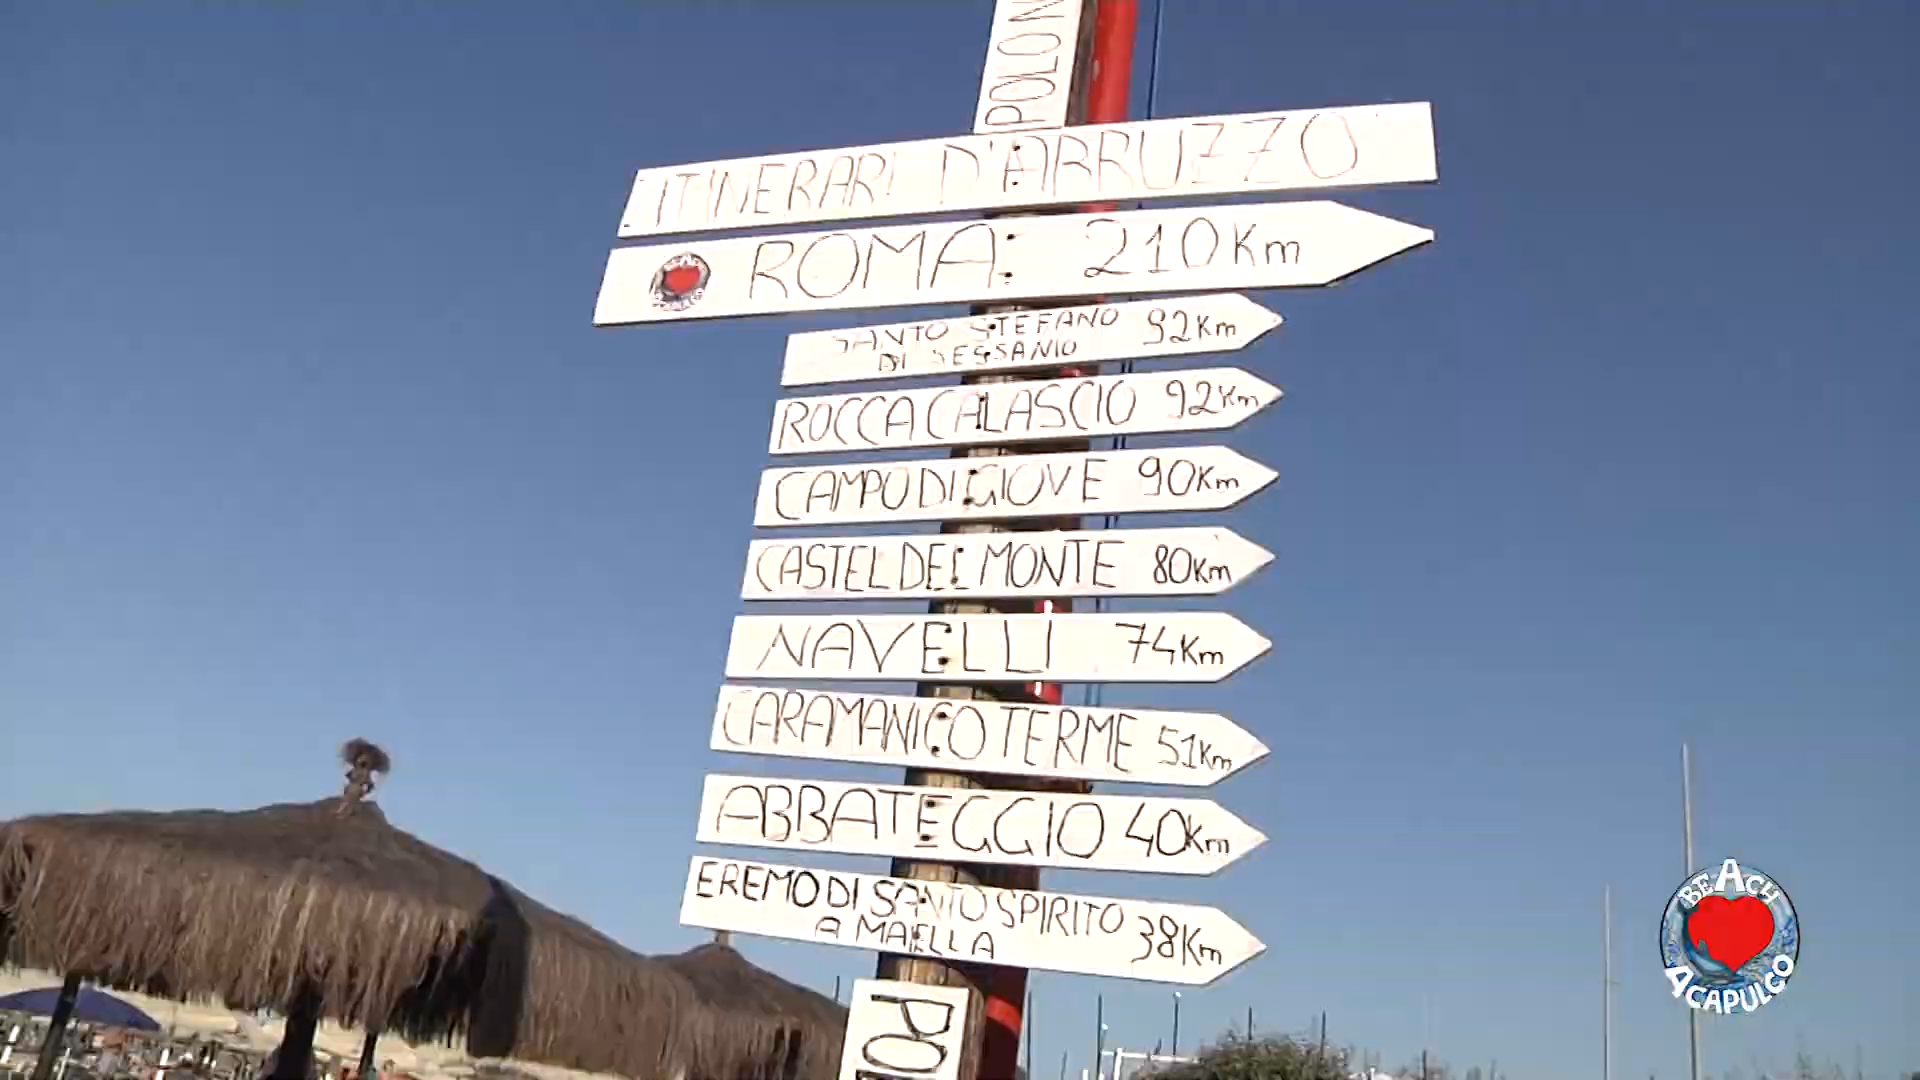 POLO N
"ITINERARI D'ABRUZZO"
ROMA: 210Km
SANTO STEFANO 92Km
DI SESSANIO
ROCCA CALASCIO 92Km
CAMPO DI GIOVE 90Km
CASTEL DEL MONTE 80Km
NAVELLI 74Km
CARAMANICO TERME 51Km
ABBATEGGIO 40Km
EREMO DI SANTO SPIRITO 38Km
A MAIELLA
BEACH
ACAPULCO